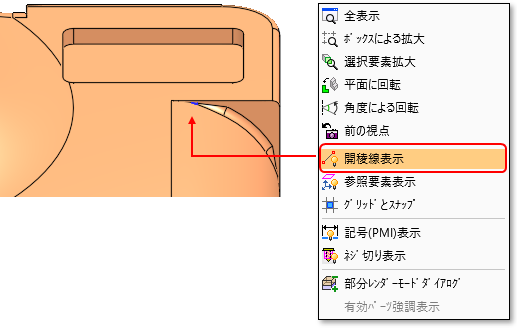 全表示
ﾎﾞｯｸｽによる拡大
選択要素拡大
平面に回転
角度による回転
前の視点
開稜線表示
参照要素表示
ｸﾞﾘｯﾄﾞとｽﾅｯﾌﾟ
記号(PMI)表示
ﾈｼﾞ切り表示
部分ﾚﾝﾀﾞｰﾓｰﾄﾞﾀﾞｲｱﾛｸﾞ
有効ﾊﾟｰﾂ強調表示